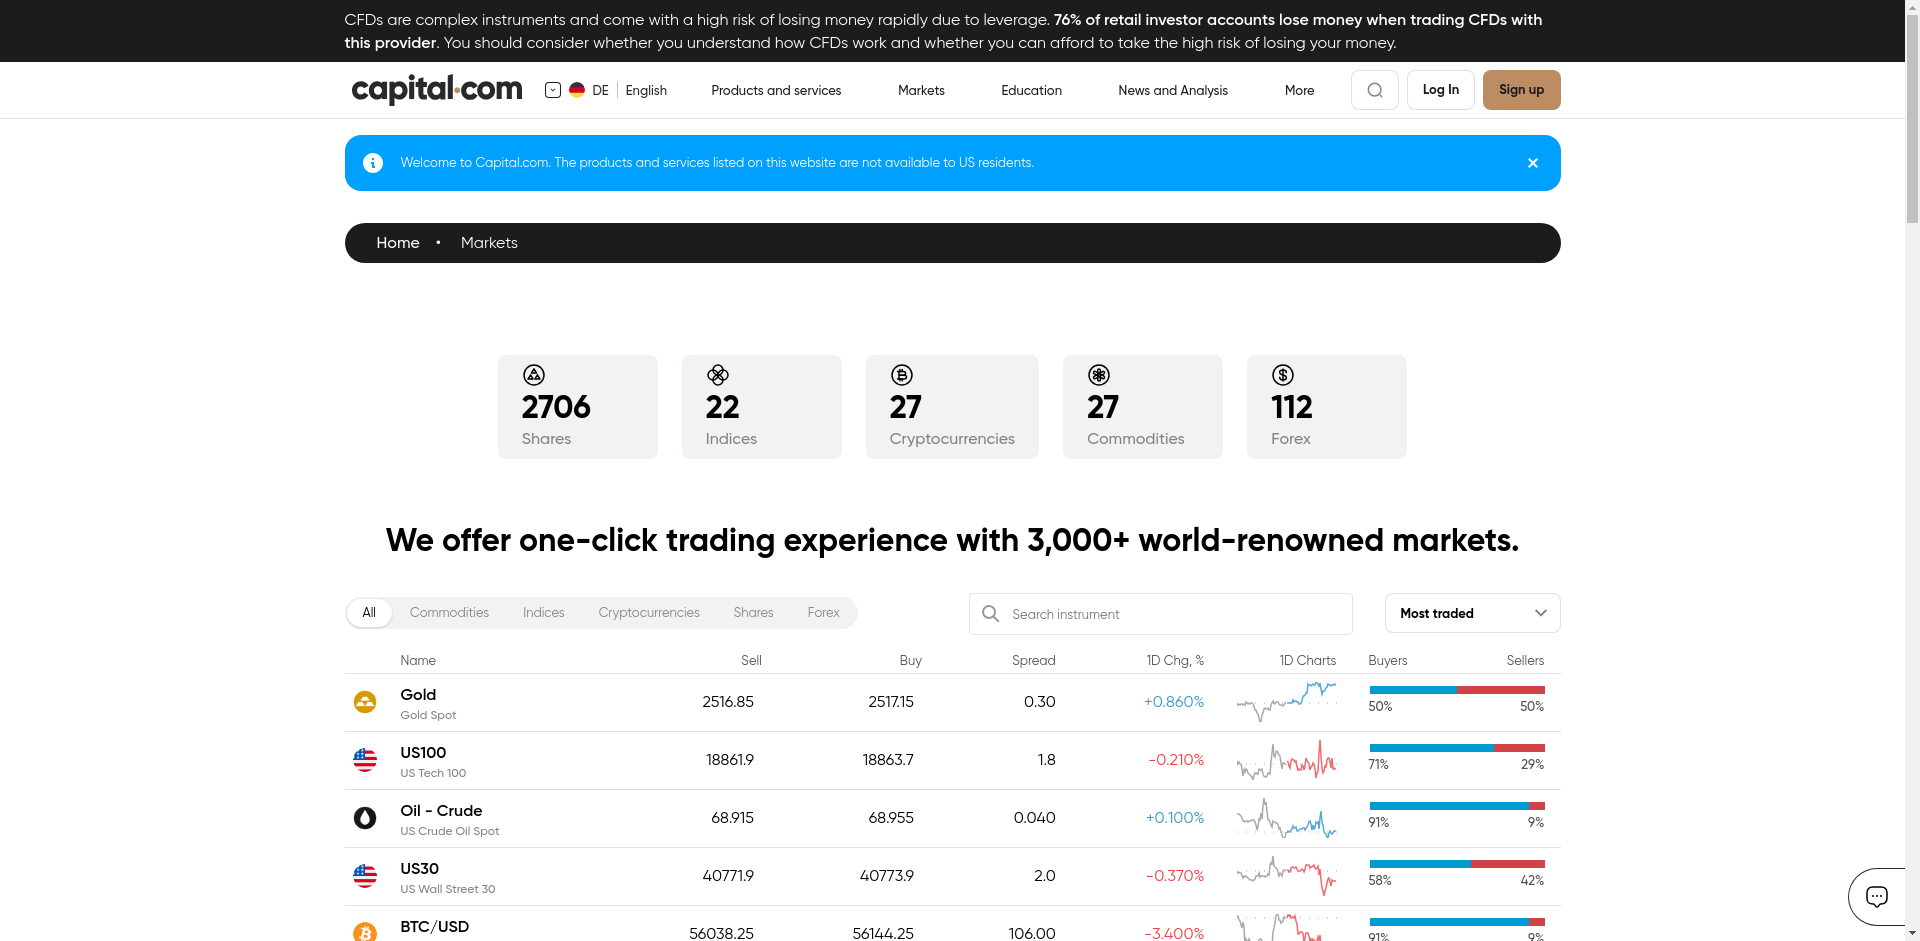 CFDs are complex instruments and come with a high risk of losing money rapidly due to leverage. 76% of retail investor accounts lose money when trading CFDs with
this provider. You should consider whether you understand how CFDs work and whether you can afford to take the high risk of losing your money.
capital.com DE English Products and services Markets Education News and Analysis More Log In Sign up
Welcome to Capital.com. The products and services listed on this website are not available to US residents.
Home • Markets
2706 22 27 27 112
Shares Indices Cryptocurrencies Commodities Forex
We offer one-click trading experience with 3,000+ world-renowned markets.
All Commodities Indices Cryptocurrencies Shares Forex Search instrument Most traded
Name Sell Buy Spread 1D Chg, % 1D Charts Buyers Sellers
Gold
Gold Spot
2516.85 2517.15 0.30 +0.860% 50% 50%
US100
US Tech 100
18861.9 18863.7 1.8 -0.210% 71% 29%
Oil - Crude
US Crude Oil Spot
68.915 68.955 0.040 +0.100% 91% 9%
US30
US Wall Street 30
40771.9 40773.9 2.0 -0.370% 58% 42%
BTC/USD
56038.25 56144.25 106.00 -3.400% 91% 9%